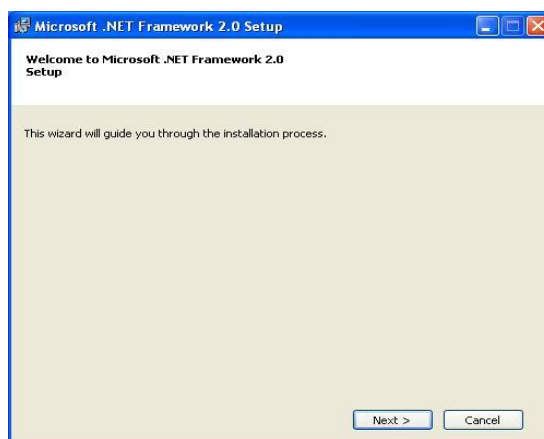 Microsoft .NET Framework 2.0 Setup
Welcome to Microsoft .NET Framework 2.0
Setup
This wizard will guide you through the installation process.
Next >
Cancel